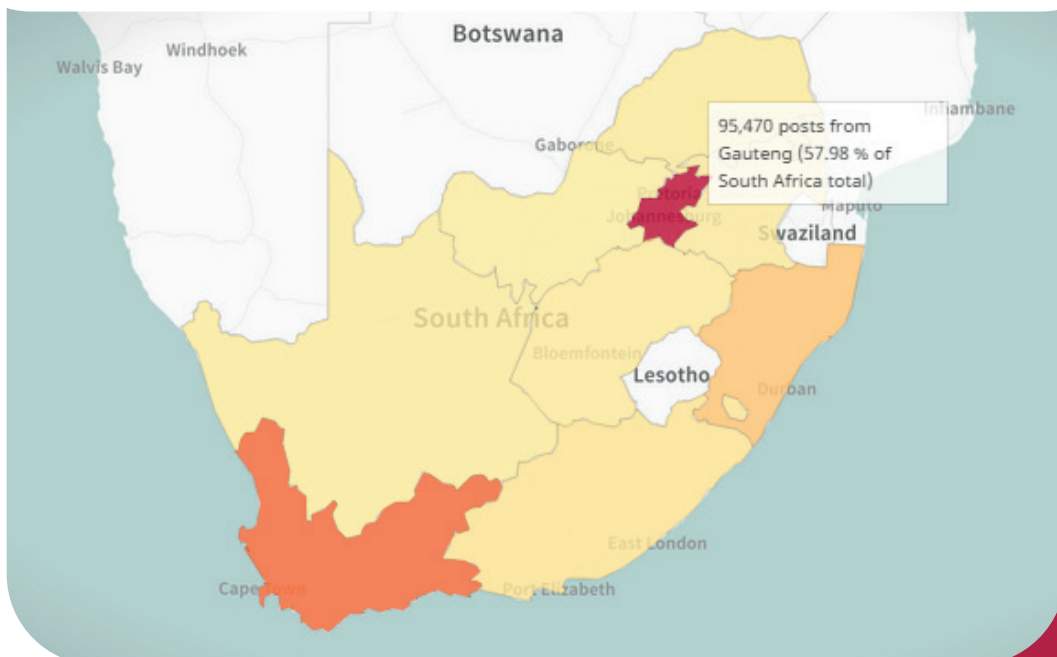 Botswana
Windhoek
Walvis Bay
Inhambane
95,470 posts from
Gauteng (57.98 % of
South Africa total)
Gaborone
Pretoria
Maputo
Johannesburg
Swaziland
South Africa
Bloemfontein
Lesotho
Durban
East London
Cape Town
Port Elizabeth